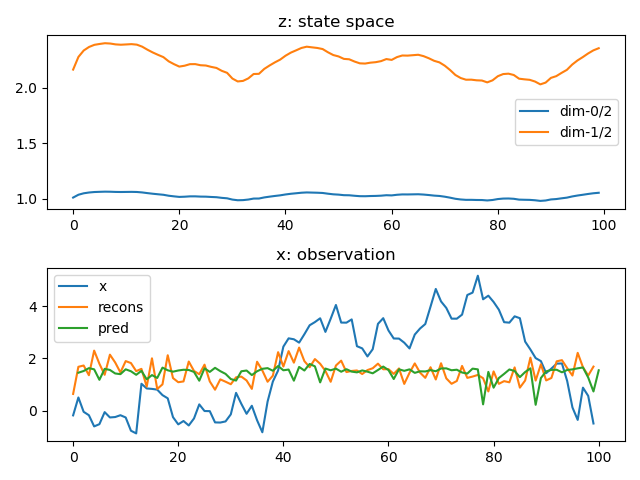 z: state space
2.0
1.5
1.0
dim-0/2
dim-1/2
0 20 40 60 80 100
x: observation
4
2
0
x
recons
pred
0 20 40 60 80 100